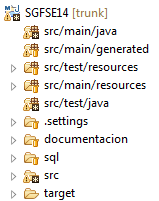 SGFSE14 [trunk]
src/main/java
src/main/generated
src/test/resources
src/main/resources
src/test/java
.settings
documentacion
sql
src
target